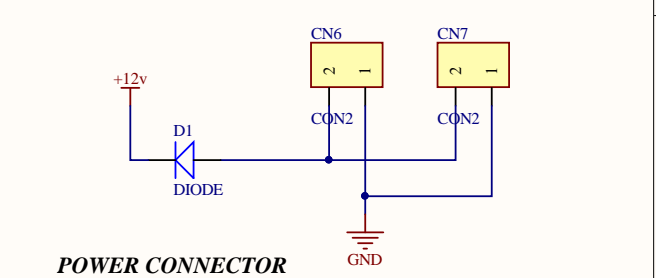 CN6
CN7
2
1
2
1
+12v
CON2
CON2
D1
DIODE
GND
POWER CONNECTOR